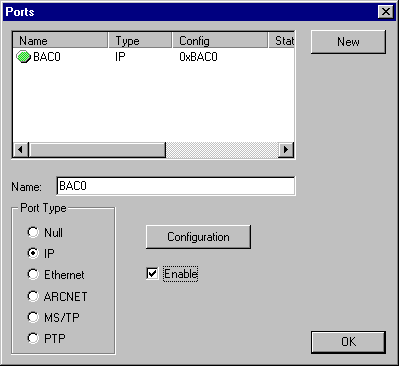 Ports
Name Type Config Stat
BAC0 IP 0xBAC0
New
Name: BAC0
Port Type
Null
IP
Ethernet
ARCNET
MS/TP
PTP
Configuration
Enable
OK